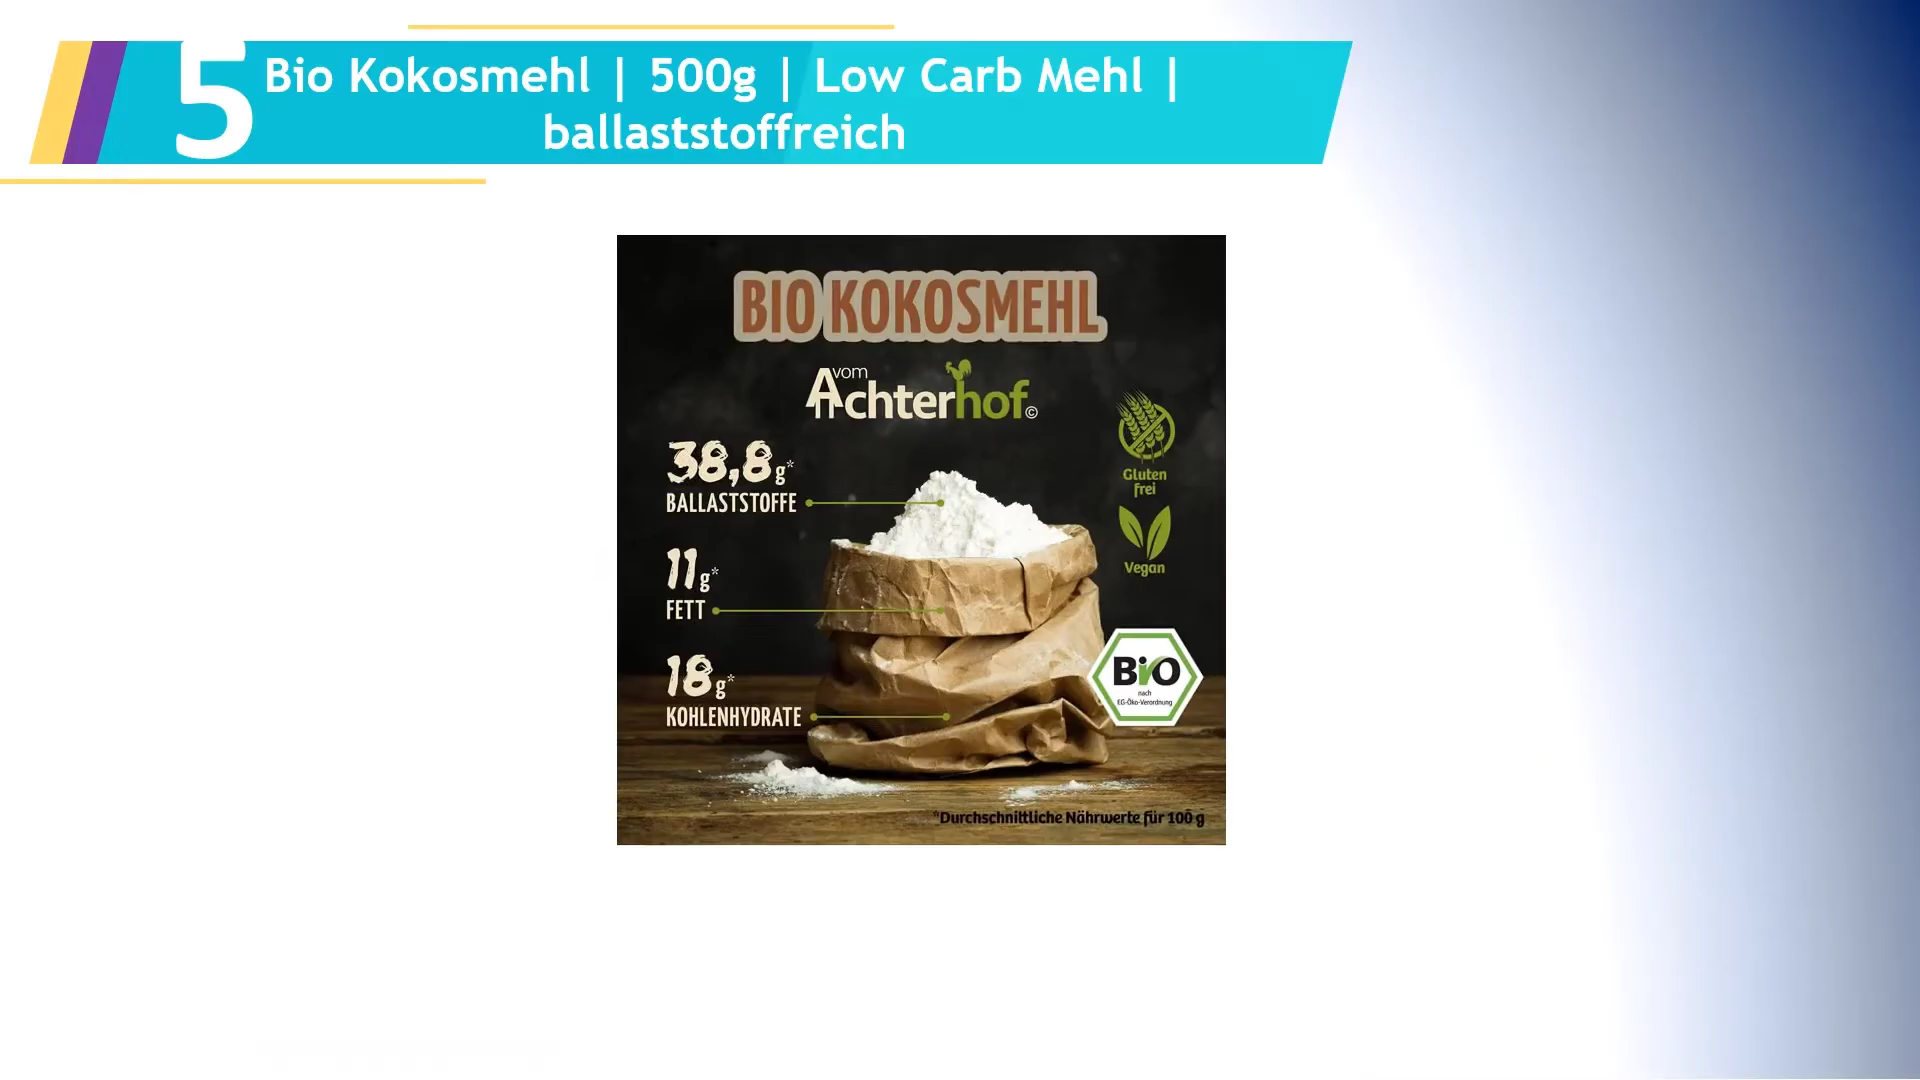 5
Bio Kokosmehl | 500g | Low Carb Mehl |
ballaststoffreich
BIO KOKOSMEHL
vom
Achterhof©
38,8g*
BALLASTSTOFFE
11g*
FETT
18g*
KOHLENHYDRATE
Gluten
frei
Vegan
BiO
nach
EG-Öko-Verordnung
*Durchschnittliche Nährwerte für 100 g